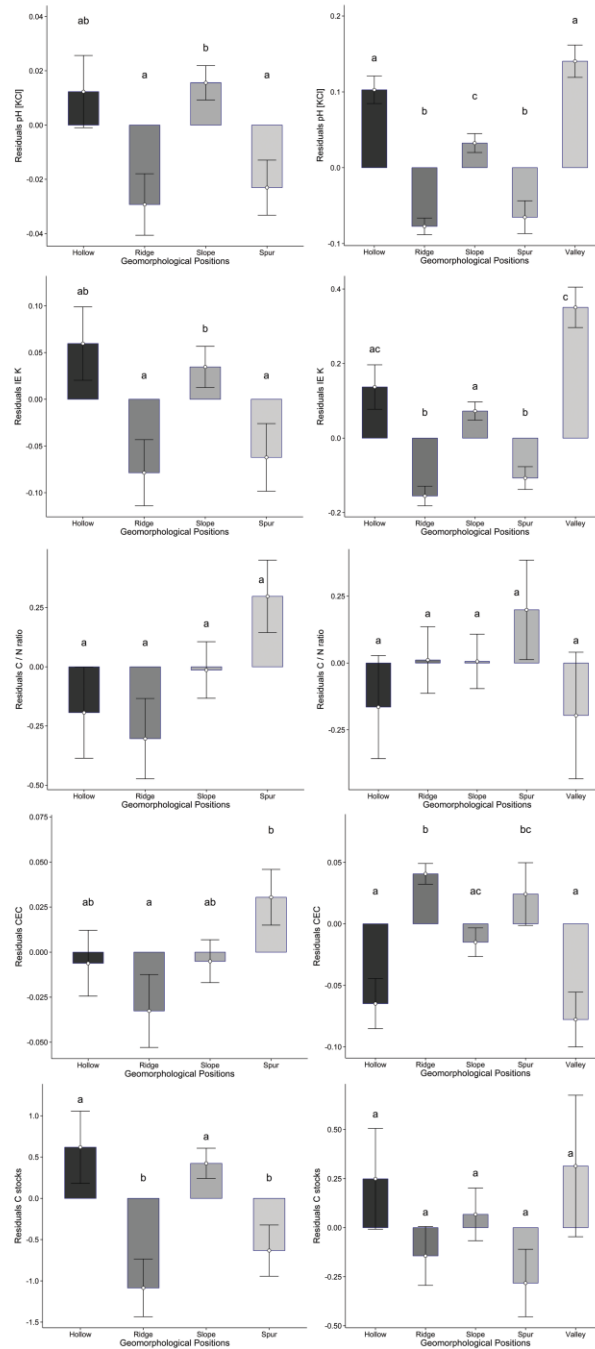 0.04
0.02
0.00
-0.02
-0.04
Residuals pH [KCl]
ab
a
b
a
Hollow Ridge Slope Spur
Geomorphological Positions
0.2
0.1
0.0
-0.1
Residuals pH [KCl]
a
b
c
b
a
Hollow Ridge Slope Spur Valley
Geomorphological Positions
0.10
0.05
0.00
-0.05
-0.10
Residuals IE K
ab
a
b
a
Hollow Ridge Slope Spur
Geomorphological Positions
0.4
0.2
0.0
-0.2
Residuals IE K
ac
b
a
b
c
Hollow Ridge Slope Spur Valley
Geomorphological Positions
0.25
0.00
-0.25
-0.50
Residuals C / N ratio
a
a
a
a
Hollow Ridge Slope Spur
Geomorphological Positions
0.25
0.00
-0.25
Residuals C / N ratio
a
a
a
a
a
Hollow Ridge Slope Spur Valley
Geomorphological Positions
0.075
0.050
0.025
0.000
-0.025
-0.050
Residuals CEC
ab
a
ab
b
Hollow Ridge Slope Spur
Geomorphological Positions
0.05
0.00
-0.05
-0.10
Residuals CEC
a
b
ac
bc
a
Hollow Ridge Slope Spur Valley
Geomorphological Positions
1.0
0.5
0.0
-0.5
-1.0
-1.5
Residuals C stocks
a
b
a
b
Hollow Ridge Slope Spur
Geomorphological Positions
0.50
0.25
0.00
-0.25
-0.50
Residuals C stocks
a
a
a
a
a
Hollow Ridge Slope Spur Valley
Geomorphological Positions